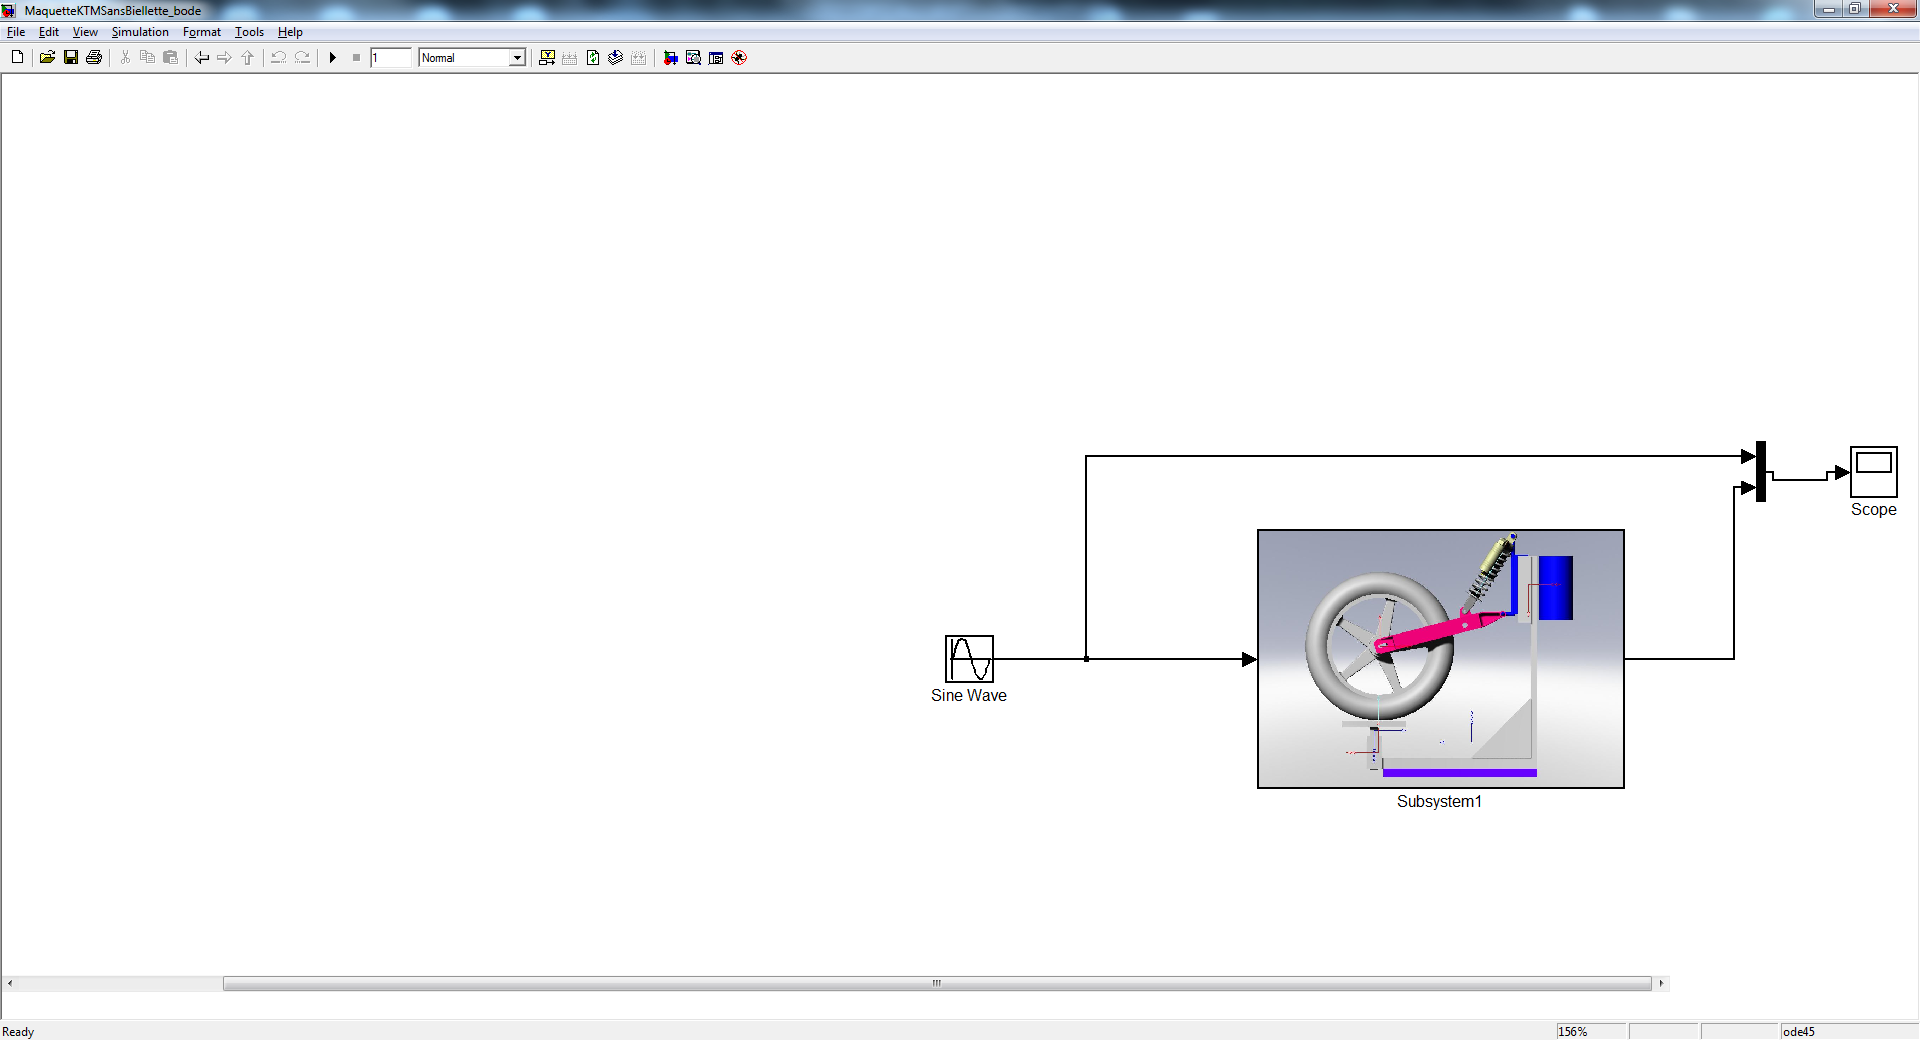 MaquetteKTMSansBiellette_bode
File Edit View Simulation Format Tools Help
1 Normal
Scope
Sine Wave
Subsystem1
Ready 156% ode45